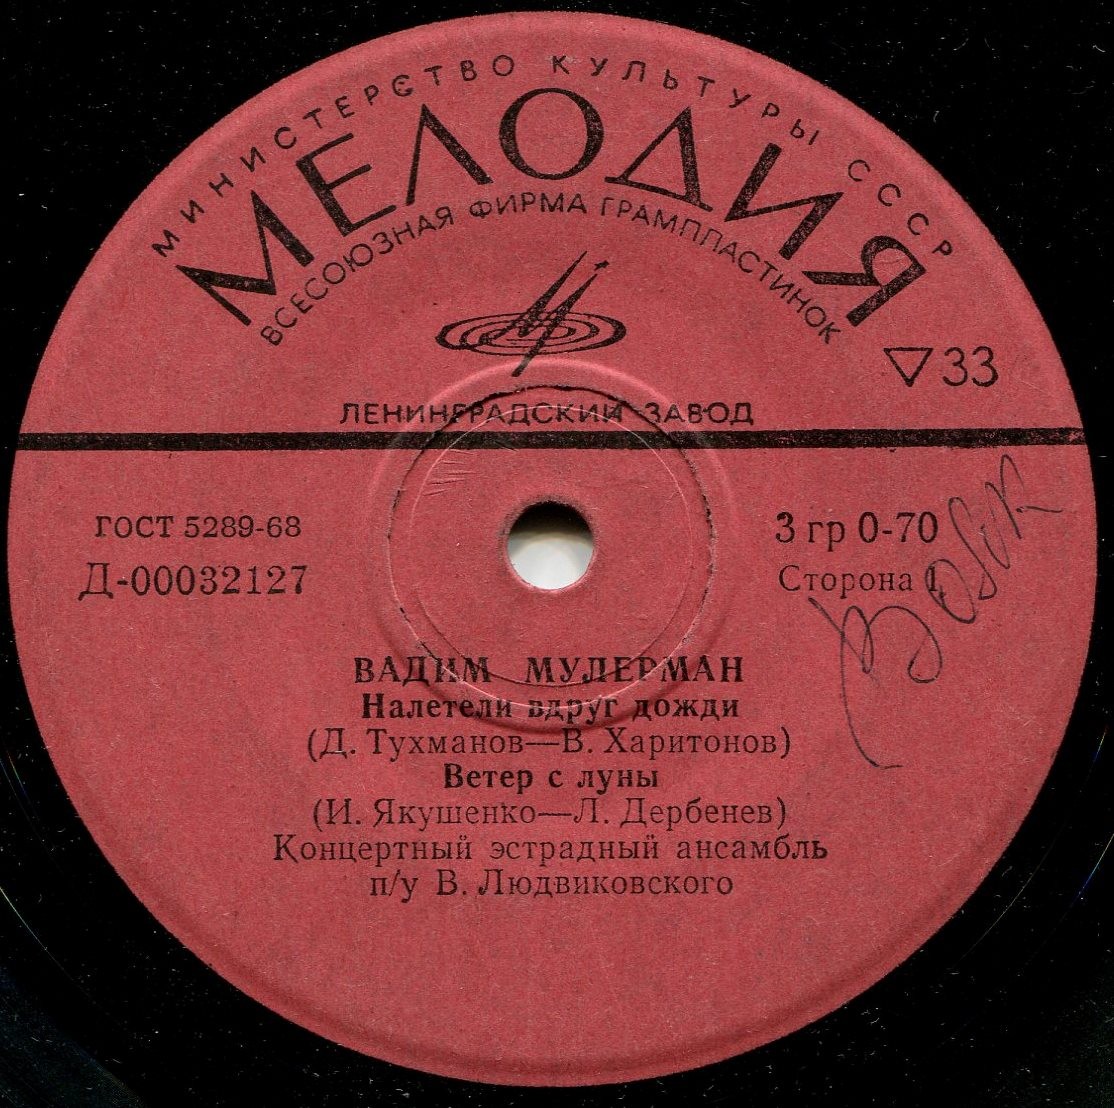 МИНИСТЕРСТВО КУЛЬТУРЫ СССР
МЕЛОДИЯ
ВСЕСОЮЗНАЯ ФИРМА ГРАМПЛАСТИНОК
33
ЛЕНИНГРАДСКИЙ ЗАВОД
ГОСТ 5289-68
Д-00032127
3 гр 0-70
Сторона 1
ВАДИМ МУЛЕРМАН
Налетели вдруг дожди
(Д. Тухманов—В. Харитонов)
Ветер с луны
(И. Якушенко—Л. Дербенев)
Концертный эстрадный ансамбль
п/у В. Людвиковского